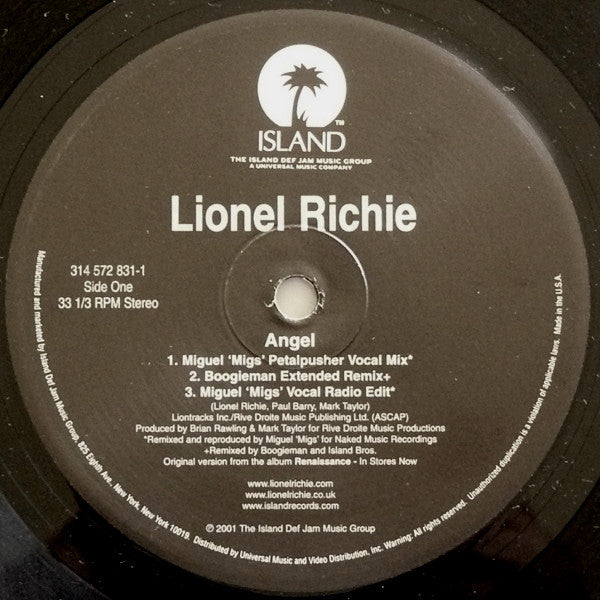 ISLAND™
THE ISLAND DEF JAM MUSIC GROUP
A UNIVERSAL MUSIC COMPANY
Lionel Richie
314 572 831-1
Side One
33 1/3 RPM Stereo
Angel
1. Miguel ‘Migs’ Petalpusher Vocal Mix*
2. Boogieman Extended Remix+
3. Miguel ‘Migs’ Vocal Radio Edit*
(Lionel Richie, Paul Barry, Mark Taylor)
Liontracks Inc./Rive Droite Music Publishing Ltd. (ASCAP)
Produced by Brian Rawling & Mark Taylor for Rive Droite Music Productions
*Remixed and reproduced by Miguel ‘Migs’ for Naked Music Recordings
+Remixed by Boogieman and Island Bros.
Original version from the album Renaissance - In Stores Now
www.lionelrichie.com
www.lionelrichie.co.uk
www.islandrecords.com
℗ 2001 The Island Def Jam Music Group
Manufactured and marketed by Island Def Jam Music Group, 825 Eighth Ave., New York, New York 10019. Distributed by Universal Music and Video Distribution, Inc. Warning: All rights reserved. Unauthorized duplication is a violation of applicable laws. Made in the U.S.A.